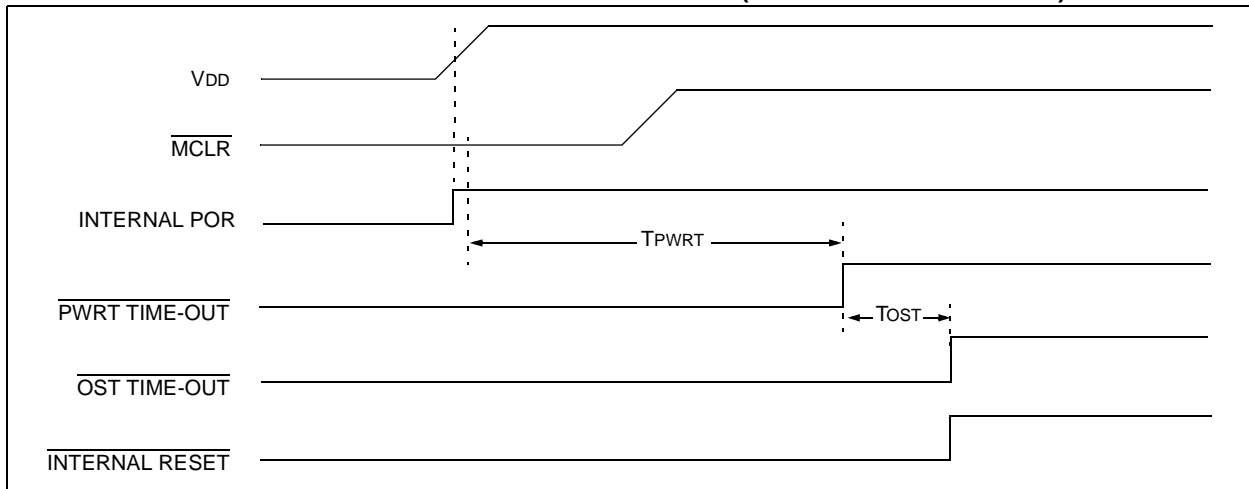 VDD
MCLR
INTERNAL POR
TPWRT
PWRT TIME-OUT
TOST
OST TIME-OUT
INTERNAL RESET